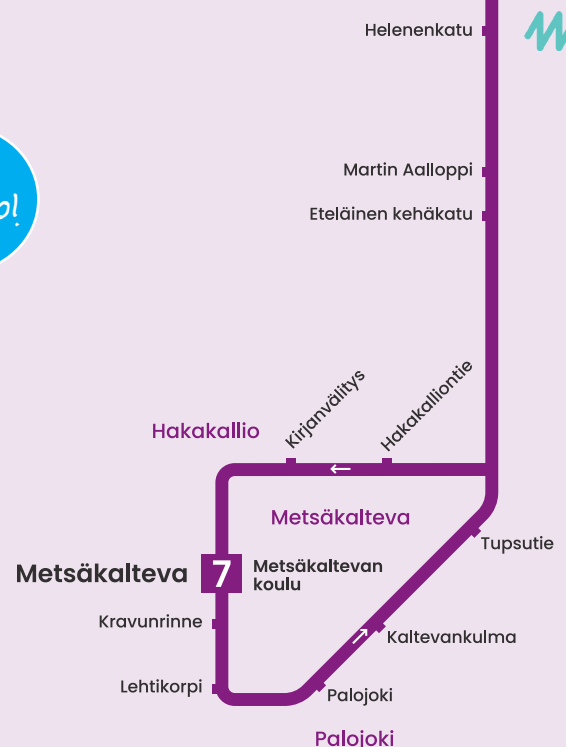 Helenenkatu
Martin Aalloppi
Eteläinen kehäkatu
Kirjanvälitys
Hakakalliontie
Hakakallio
Metsäkalteva
Tupsutie
Metsäkalteva
7
Metsäkaltevan
koulu
Kravunrinne
Kaltevankulma
Lehtikorpi
Palojoki
Palojoki